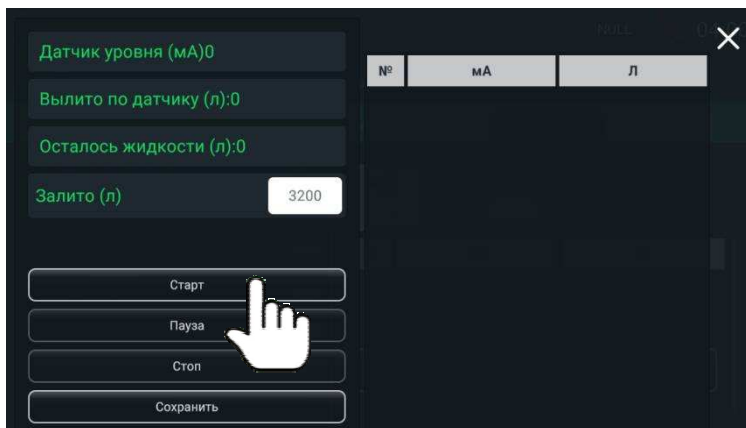 NULL
Датчик уровня (мА)0
№ мА Л
Вылито по датчику (л):0
Осталось жидкости (л):0
Залито (л) 3200
Старт
Пауза
Стоп
Сохранить